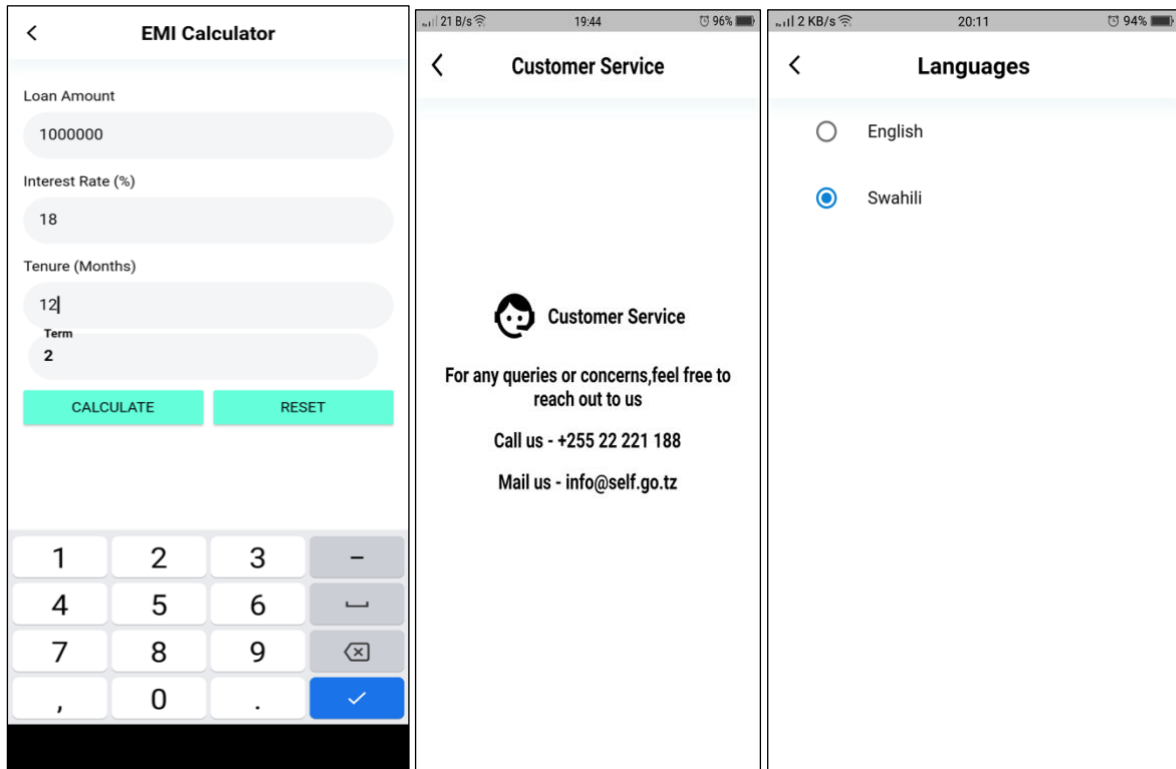 EMI Calculator
Loan Amount
1000000
Interest Rate (%)
18
Tenure (Months)
12
Term
2
CALCULATE RESET
1 2 3 –
4 5 6
7 8 9
, 0 .
21 B/s 19:44 96%
Customer Service
Customer Service
For any queries or concerns,feel free to
reach out to us
Call us - +255 22 221 188
Mail us - info@self.go.tz
2 KB/s 20:11 94%
Languages
English
Swahili